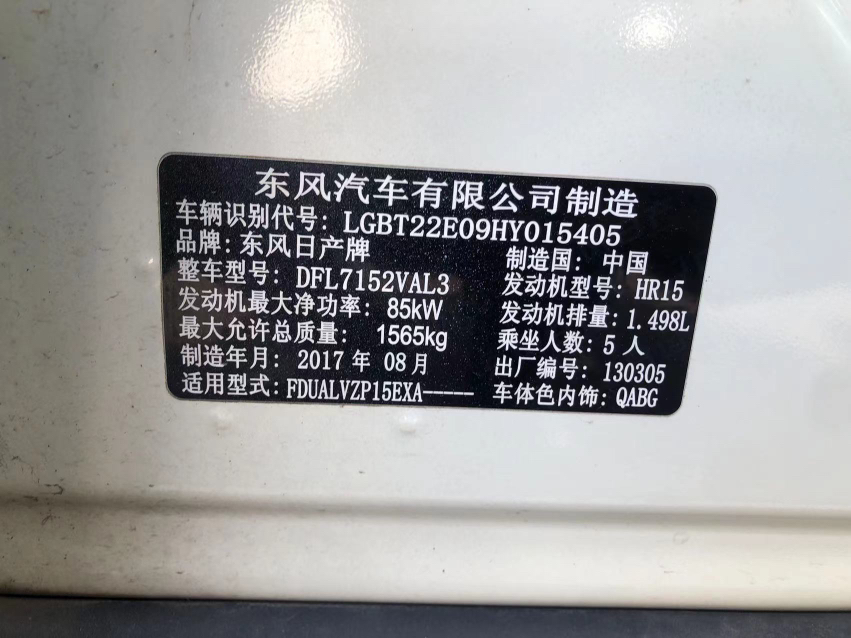 东风汽车有限公司制造
车辆识别代号: LGBT22E09HY015405
品牌: 东风日产牌 制造国: 中国
整车型号: DFL7152VAL3 发动机型号: HR15
发动机最大净功率: 85kW 发动机排量: 1.498L
最大允许总质量: 1565kg 乘坐人数: 5 人
制造年月: 2017 年 08 月 出厂编号: 130305
适用型式: FDUALVZP15EXA----- 车体色内饰: QABG